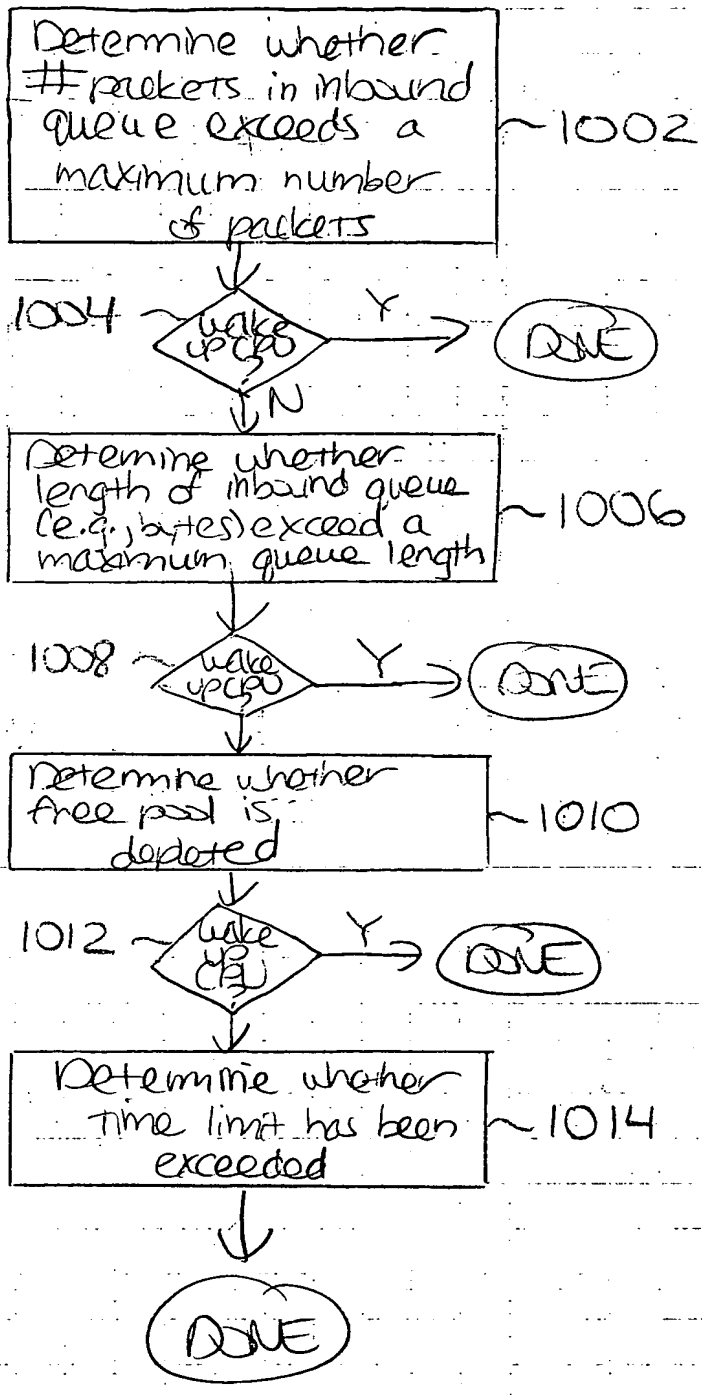 Determine whether
# packets in inbound
queue exceeds a
maximum number
of packets
1002
1004
wake
up CPU
?
Y
DONE
N
Determine whether
length of inbound queue
(e.g., bytes) exceed a
maximum queue length
1006
1008
wake
up CPU
?
Y
DONE
Determine whether
free pool is
depleted
1010
1012
wake
up
CPU
?
Y
DONE
Determine whether
time limit has been
exceeded
1014
DONE